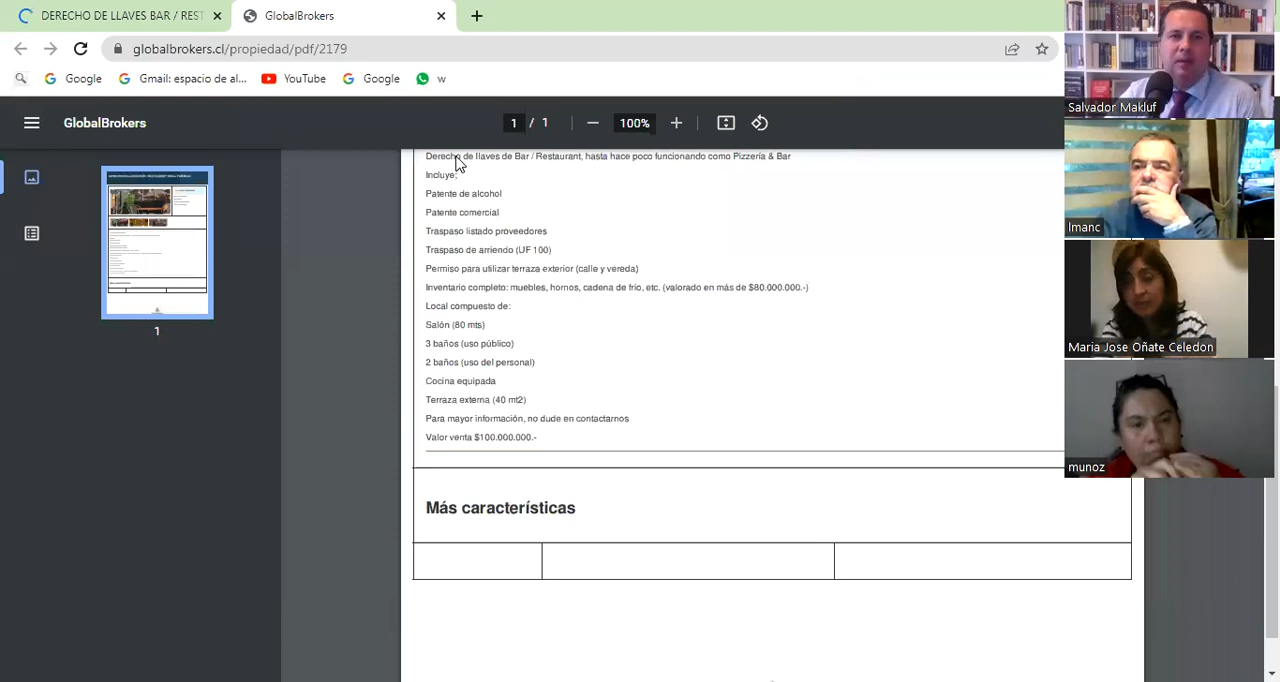 DERECHO DE LLAVES BAR / REST
GlobalBrokers
globalbrokers.cl/propiedad/pdf/2179
Google
Gmail: espacio de al...
YouTube
Google
w
GlobalBrokers
1 / 1
100%
Derecho de llaves de Bar / Restaurant, hasta hace poco funcionando como Pizzería & Bar
Incluye:
Patente de alcohol
Patente comercial
Traspaso listado proveedores
Traspaso de arriendo (UF 100)
Permiso para utilizar terraza exterior (calle y vereda)
Inventario completo: muebles, hornos, cadena de frío, etc. (valorado en más de $80.000.000.-)
Local compuesto de:
Salón (80 mts)
3 baños (uso público)
2 baños (uso del personal)
Cocina equipada
Terraza externa (40 mt2)
Para mayor información, no dude en contactarnos
Valor venta $100.000.000.-
Más características
1
Salvador Makluf
lmanc
Maria Jose Oñate Celedon
munoz